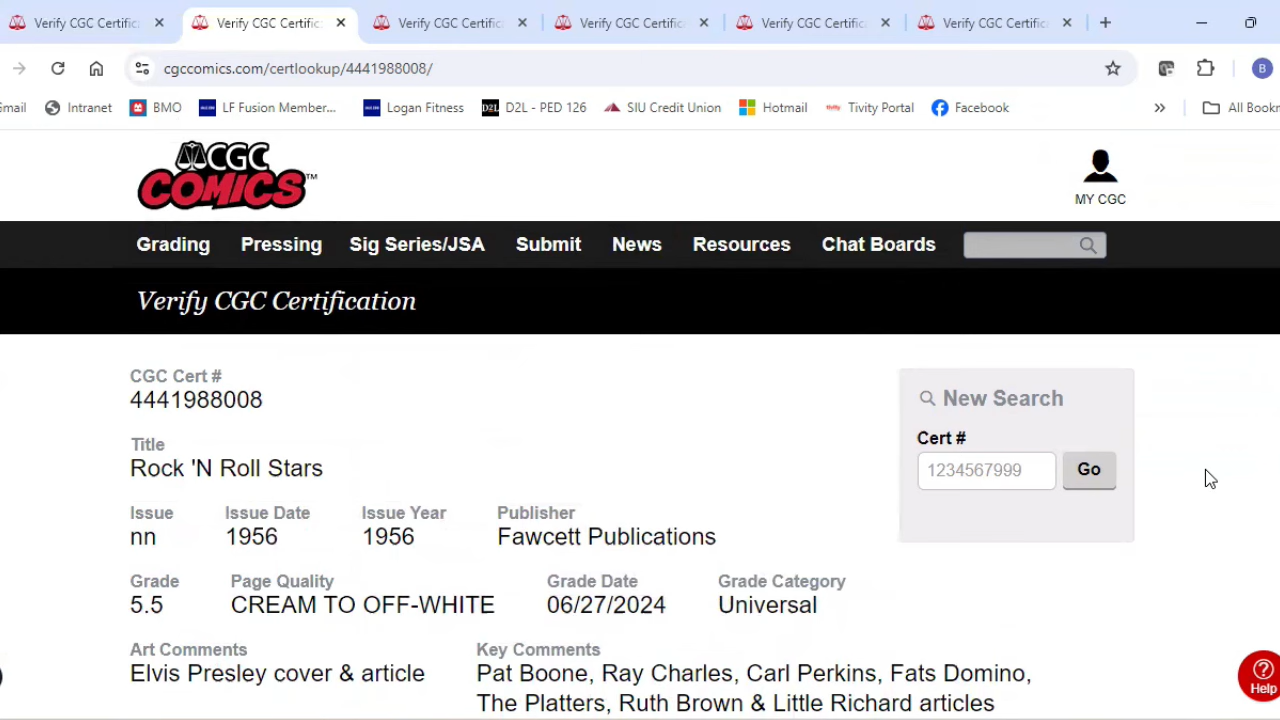 Verify CGC Certific
Verify CGC Certific
Verify CGC Certific
Verify CGC Certific
Verify CGC Certific
Verify CGC Certific
cgccomics.com/certlookup/4441988008/
B
mail
Intranet
BMO
LF Fusion Member...
Logan Fitness
D2L
D2L - PED 126
SIU Credit Union
Hotmail
Tivity Portal
Facebook
»
All Book
CGC
COMICS™
MY CGC
Grading
Pressing
Sig Series/JSA
Submit
News
Resources
Chat Boards
Verify CGC Certification
CGC Cert #
4441988008
Title
Rock 'N Roll Stars
Issue
nn
Issue Date
1956
Issue Year
1956
Publisher
Fawcett Publications
Grade
5.5
Page Quality
CREAM TO OFF-WHITE
Grade Date
06/27/2024
Grade Category
Universal
Art Comments
Elvis Presley cover & article
Key Comments
Pat Boone, Ray Charles, Carl Perkins, Fats Domino,
The Platters, Ruth Brown & Little Richard articles
New Search
Cert #
1234567999
Go
Help